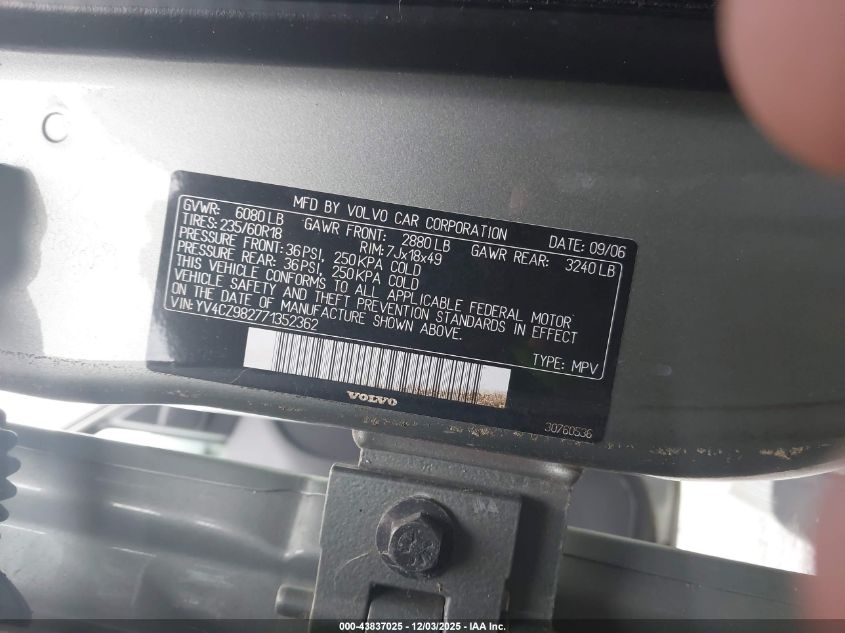 MFD BY VOLVO CAR CORPORATION
GVWR: 6080 LB GAWR FRONT: 2880 LB GAWR REAR: 3240 LB DATE: 09/06
TIRES: 235/60R18 RIM: 7Jx18x49
PRESSURE FRONT: 36 PSI, 250 KPA COLD
PRESSURE REAR: 36 PSI, 250 KPA COLD
THIS VEHICLE CONFORMS TO ALL APPLICABLE FEDERAL MOTOR
VEHICLE SAFETY AND THEFT PREVENTION STANDARDS IN EFFECT
ON THE DATE OF MANUFACTURE SHOWN ABOVE.
VIN: YV4CZ982771352362 TYPE: MPV
VOLVO
30760536
000-43837025 - 12/03/2025 - IAA Inc.